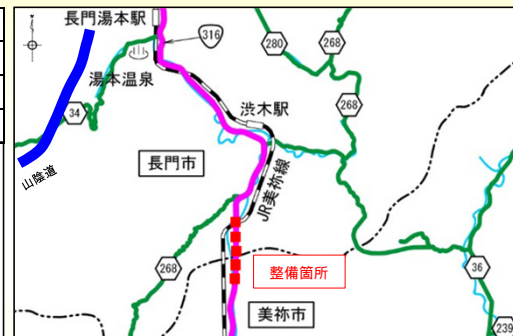 長門湯本駅
316
280
268
湯本温泉
34
268
渋木駅
山陰道
長門市
JR美祢線
268
整備箇所
36
美祢市
239